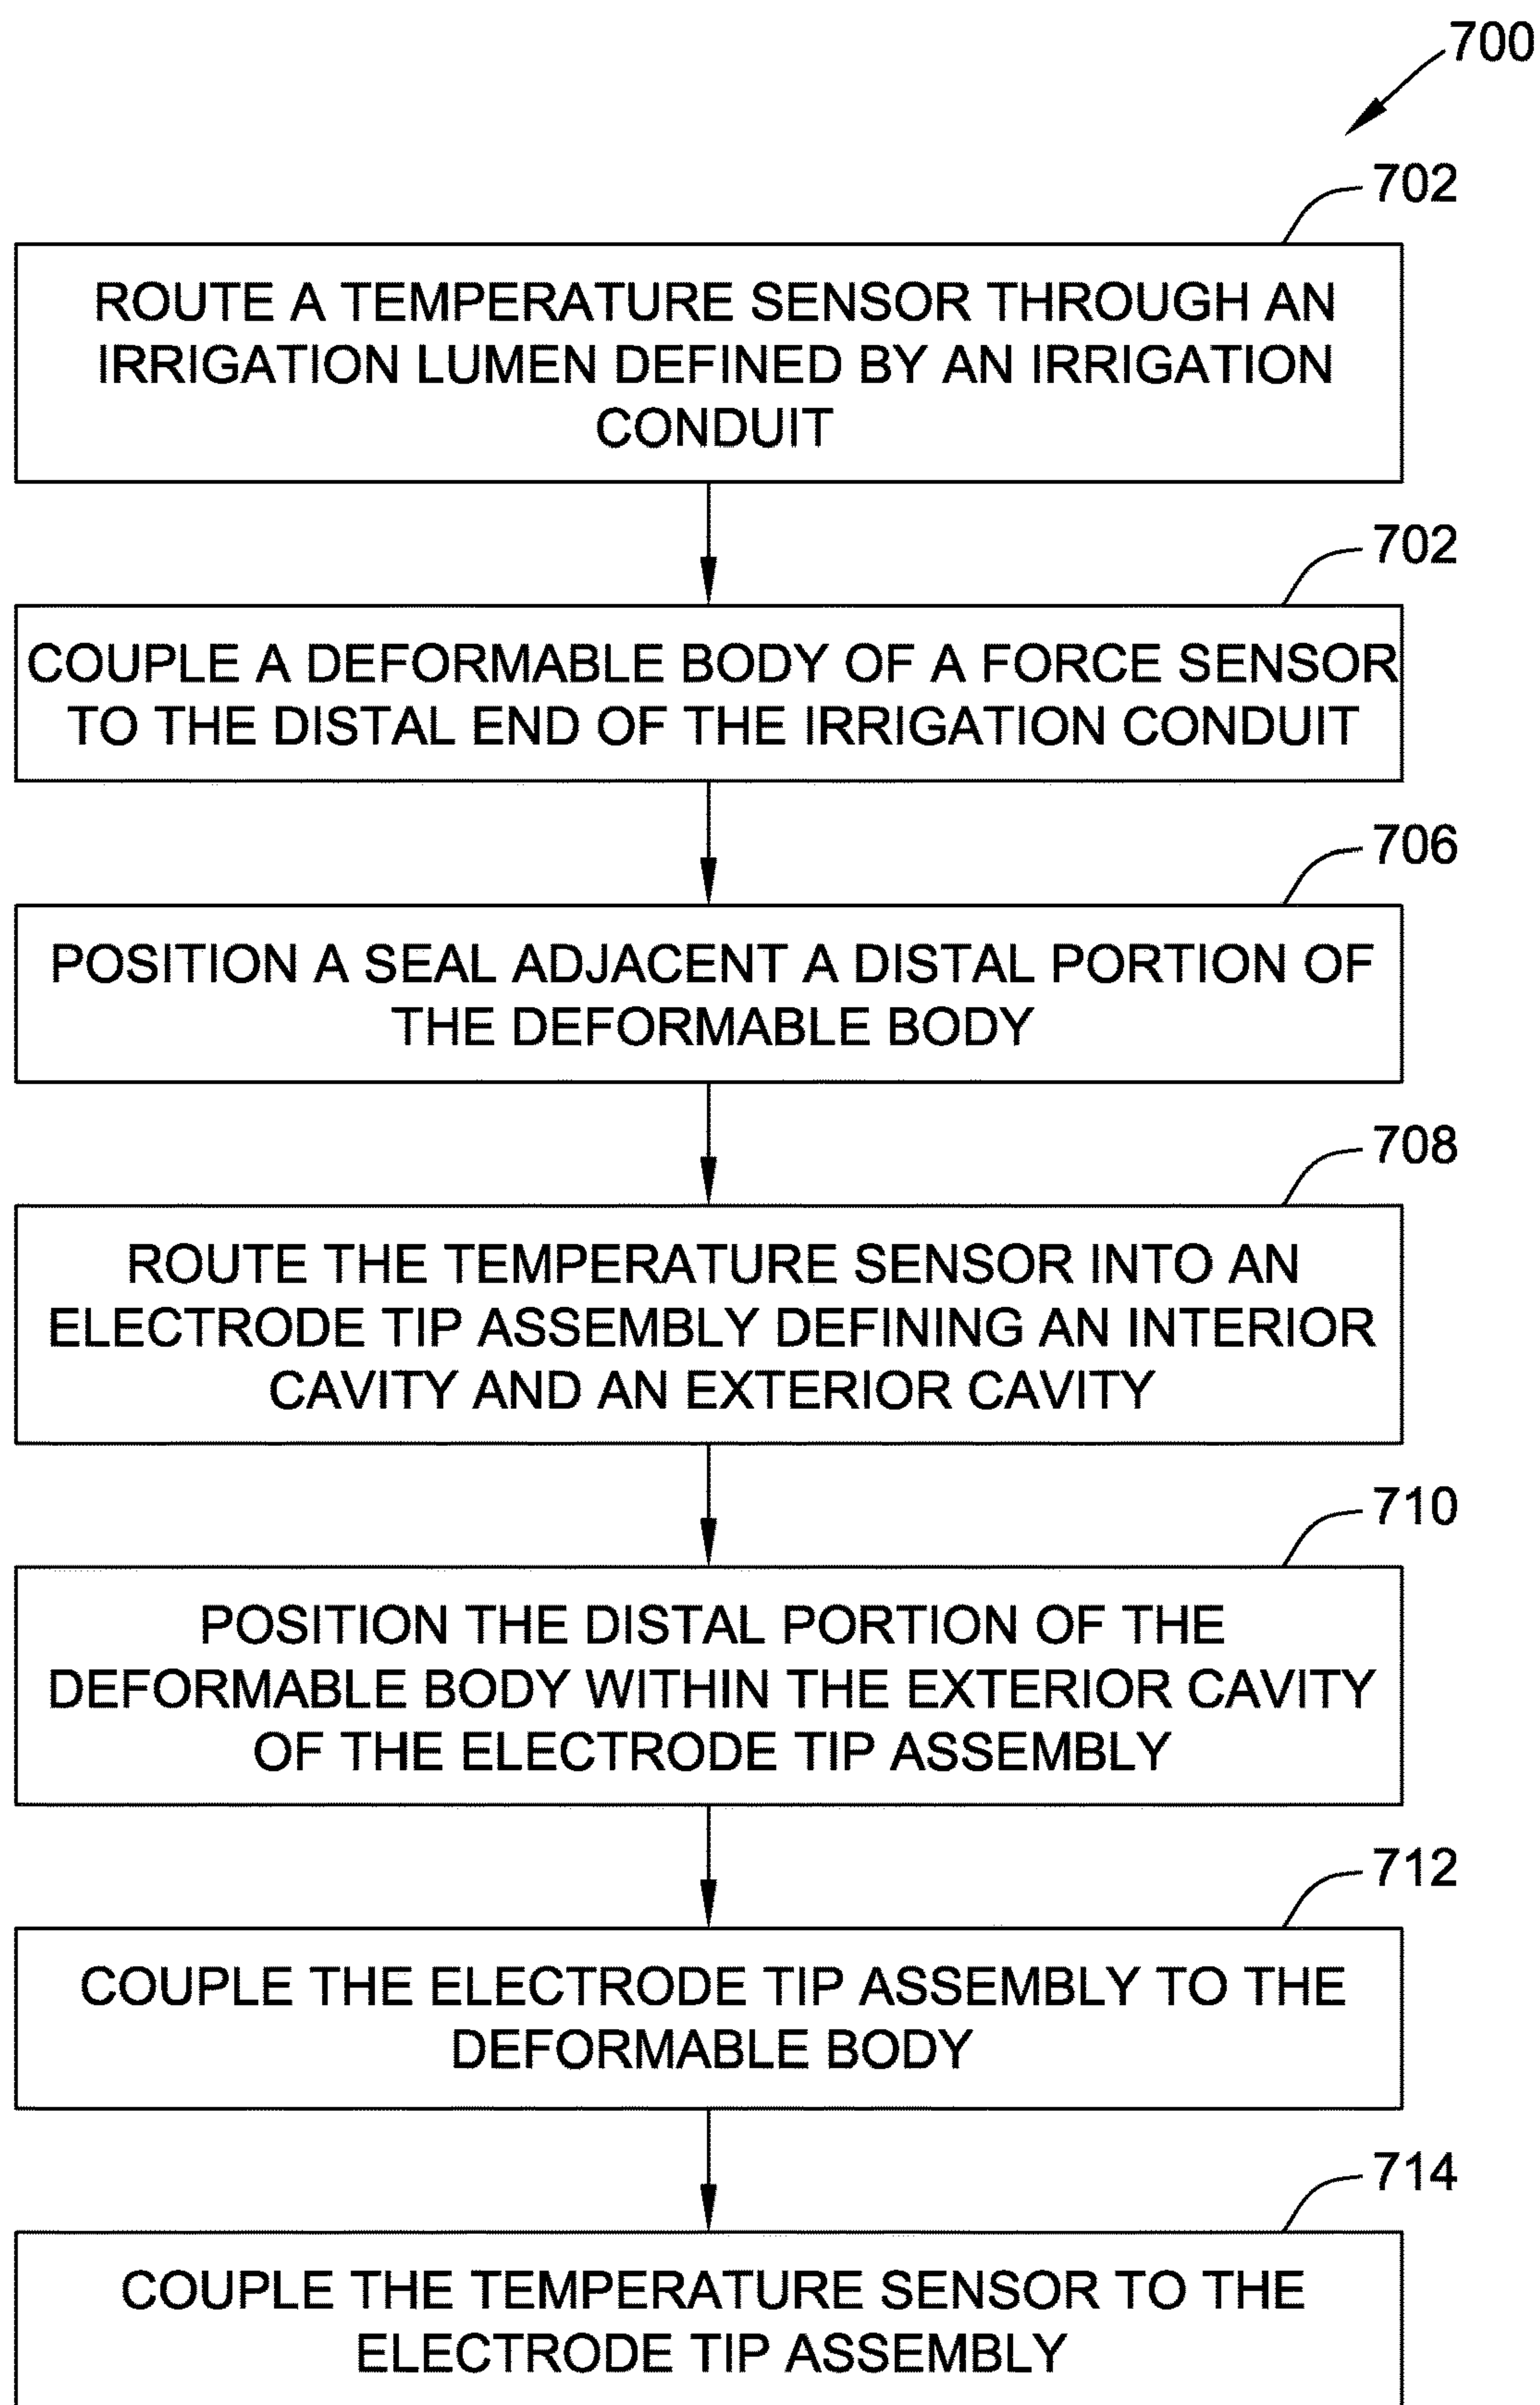 700
702
ROUTE A TEMPERATURE SENSOR THROUGH AN
IRRIGATION LUMEN DEFINED BY AN IRRIGATION
CONDUIT
702
COUPLE A DEFORMABLE BODY OF A FORCE SENSOR
TO THE DISTAL END OF THE IRRIGATION CONDUIT
706
POSITION A SEAL ADJACENT A DISTAL PORTION OF
THE DEFORMABLE BODY
708
ROUTE THE TEMPERATURE SENSOR INTO AN
ELECTRODE TIP ASSEMBLY DEFINING AN INTERIOR
CAVITY AND AN EXTERIOR CAVITY
710
POSITION THE DISTAL PORTION OF THE
DEFORMABLE BODY WITHIN THE EXTERIOR CAVITY
OF THE ELECTRODE TIP ASSEMBLY
712
COUPLE THE ELECTRODE TIP ASSEMBLY TO THE
DEFORMABLE BODY
714
COUPLE THE TEMPERATURE SENSOR TO THE
ELECTRODE TIP ASSEMBLY